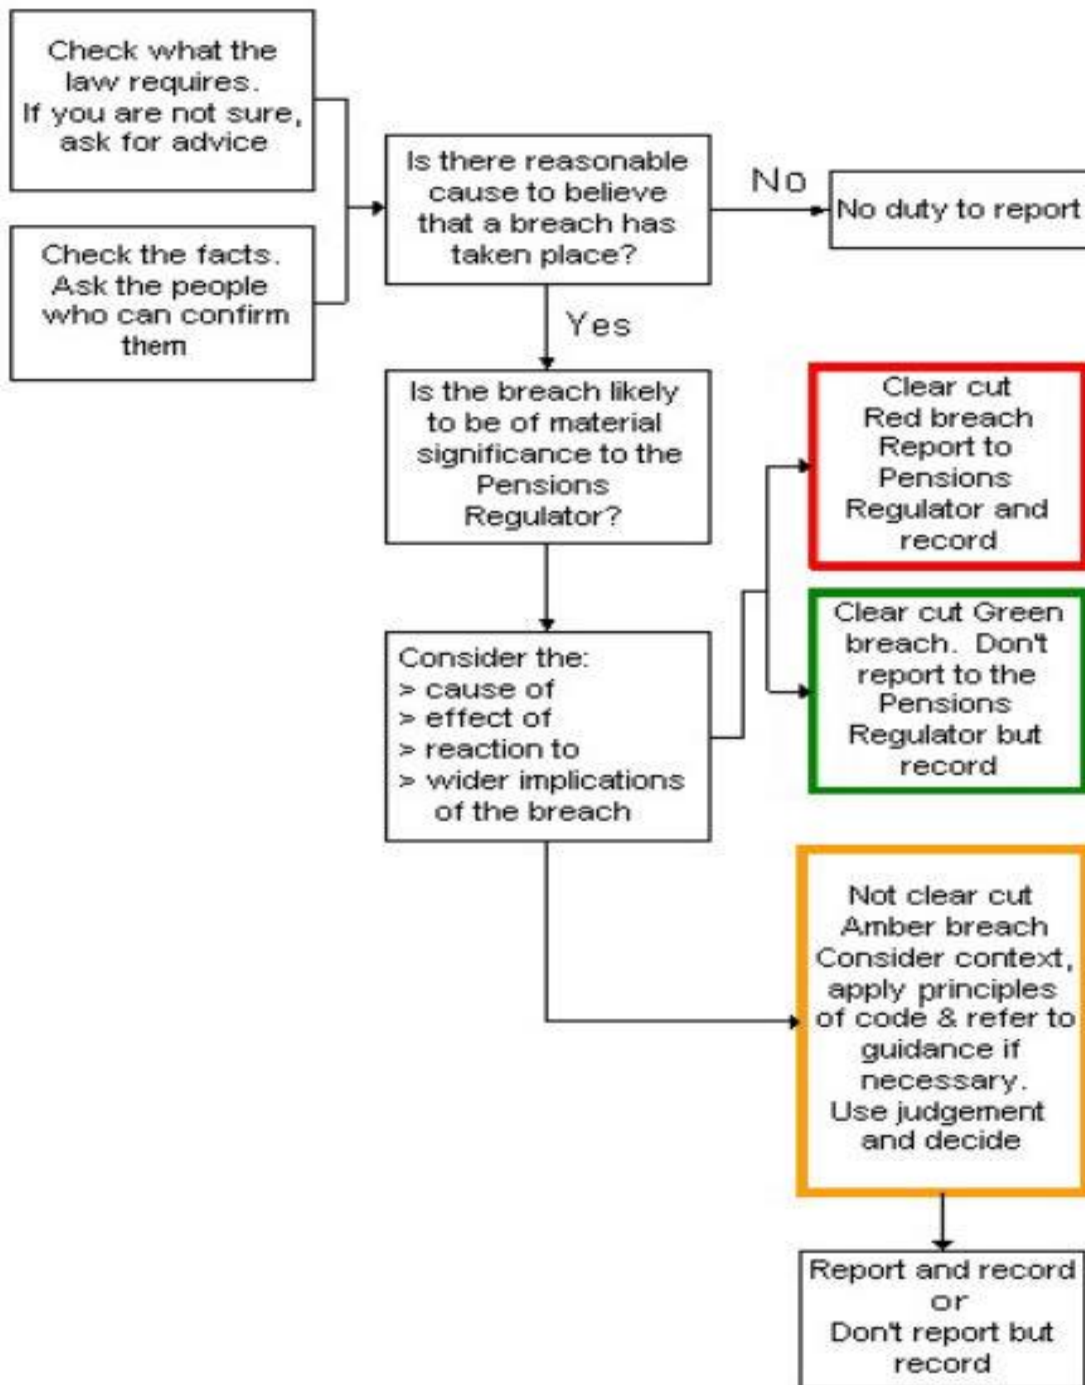 Check what the
law requires.
If you are not sure,
ask for advice
Check the facts.
Ask the people
who can confirm
them
Is there reasonable
cause to believe
that a breach has
taken place?
No
No duty to report
Yes
Is the breach likely
to be of material
significance to the
Pensions
Regulator?
Consider the:
> cause of
> effect of
> reaction to
> wider implications
of the breach
Clear cut
Red breach
Report to
Pensions
Regulator and
record
Clear cut Green
breach. Don't
report to the
Pensions
Regulator but
record
Not clear cut
Amber breach
Consider context,
apply principles
of code & refer to
guidance if
necessary.
Use judgement
and decide
Report and record
or
Don't report but
record